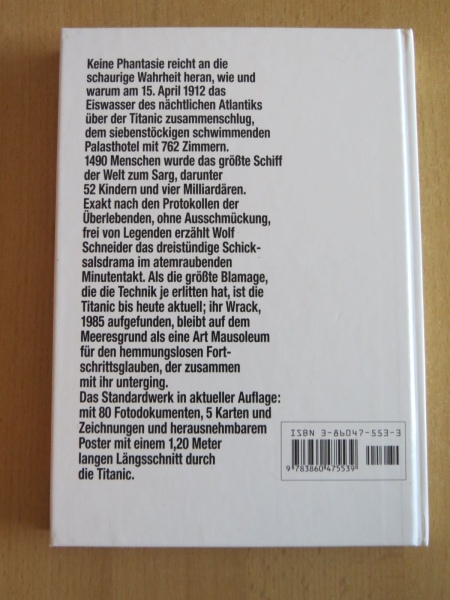 Keine Phantasie reicht an die
schaurige Wahrheit heran, wie und
warum am 15. April 1912 das
Eiswasser des nächtlichen Atlantiks
über der Titanic zusammenschlug,
dem siebenstöckigen schwimmenden
Palasthotel mit 762 Zimmern.
1490 Menschen wurde das größte Schiff
der Welt zum Sarg, darunter
52 Kindern und vier Milliardären.
Exakt nach den Protokollen der
Überlebenden, ohne Ausschmückung,
frei von Legenden erzählt Wolf
Schneider das dreistündige Schick-
salsdrama im atemraubenden
Minutentakt. Als die größte Blamage,
die die Technik je erlitten hat, ist die
Titanic bis heute aktuell; ihr Wrack,
1985 aufgefunden, bleibt auf dem
Meeresgrund als eine Art Mausoleum
für den hemmungslosen Fort-
schrittsglauben, der zusammen
mit ihr unterging.
Das Standardwerk in aktueller Auflage:
mit 80 Fotodokumenten, 5 Karten und
Zeichnungen und herausnehmbarem
Poster mit einem 1,20 Meter
langen Längsschnitt durch
die Titanic.
ISBN 3-86047-553-3
9 783860 475539